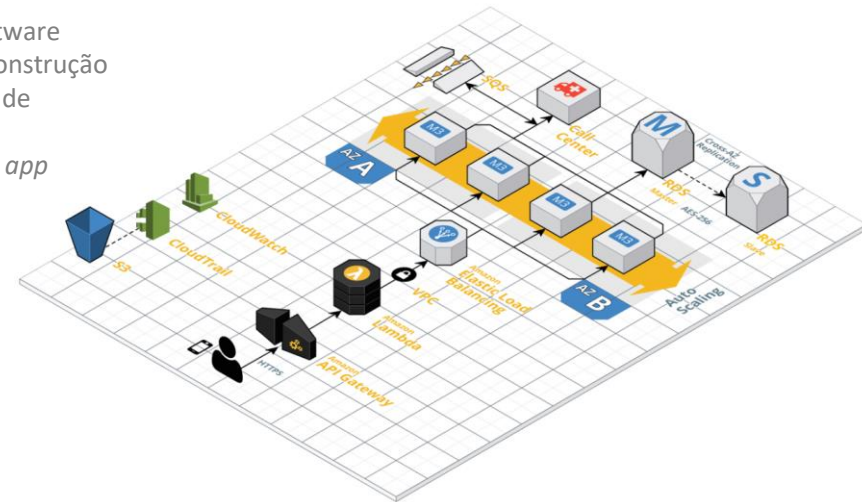 tware
onstrução
de
app
SQS
Call
Center
M3
M3
M3
M3
AZ A
AZ B
M
Cross-AZ
Replication
RDS
Master
AES-256
S
RDS
Slave
Auto
Scaling
S3
CloudTrail
CloudWatch
Amazon
Elastic Load
Balancing
VPC
Amazon
Lambda
Amazon
API Gateway
HTTPS